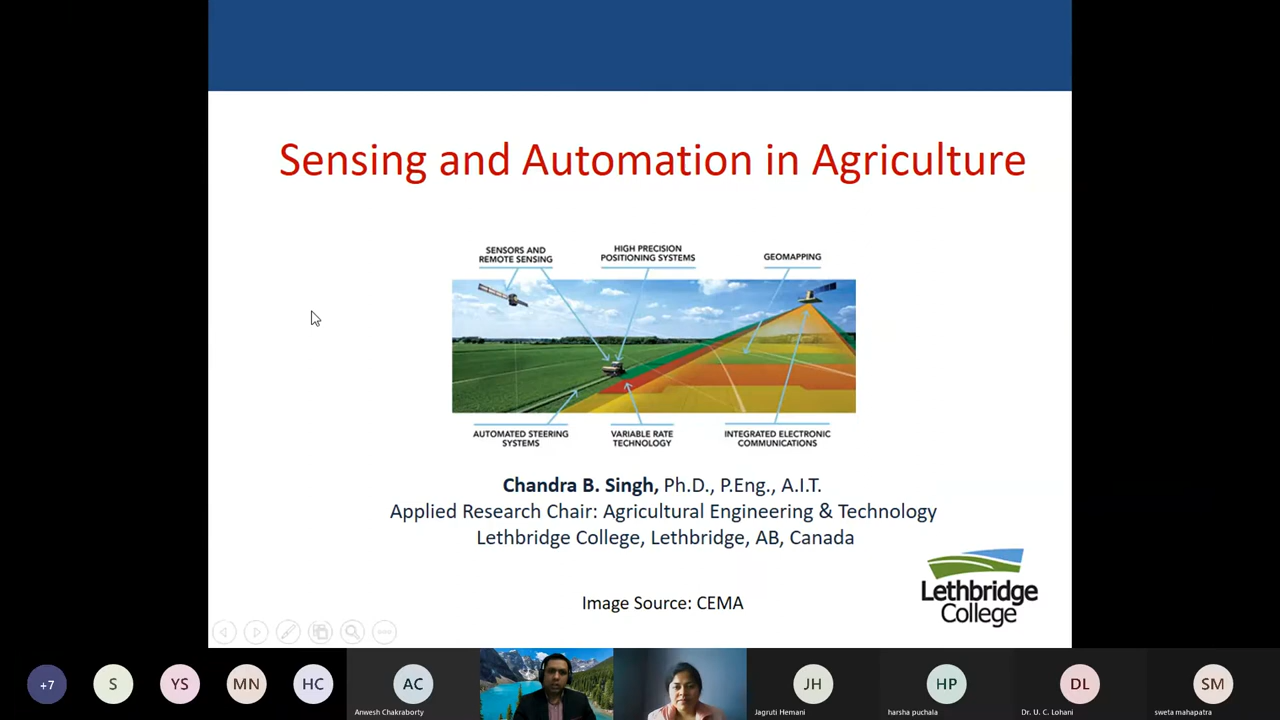 Sensing and Automation in Agriculture
SENSORS AND
REMOTE SENSING
HIGH PRECISION
POSITIONING SYSTEMS
GEOMAPPING
AUTOMATED STEERING
SYSTEMS
VARIABLE RATE
TECHNOLOGY
INTEGRATED ELECTRONIC
COMMUNICATIONS
Chandra B. Singh, Ph.D., P.Eng., A.I.T.
Applied Research Chair: Agricultural Engineering & Technology
Lethbridge College, Lethbridge, AB, Canada
Image Source: CEMA
Lethbridge
College
+7
S
YS
MN
HC
AC
Anwesh Chakraborty
JH
Jagruti Hemani
HP
harsha puchala
DL
Dr. U. C. Lohani
SM
sweta mahapatra